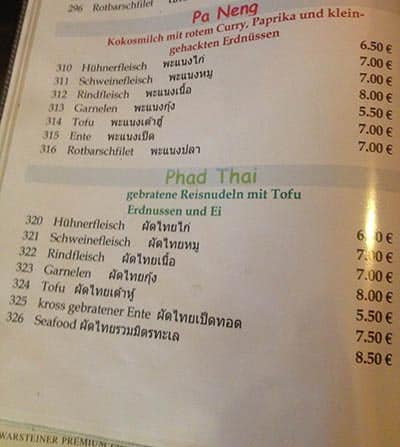 296 Rotbarschfilet
Pa Neng
Kokosmilch mit rotem Curry, Paprika und klein-
gehackten Erdnüssen
310 Hühnerfleisch พะแนงไก่ 6.50 €
311 Schweinefleisch พะแนงหมู 7.00 €
312 Rindfleisch พะแนงเนื้อ 7.00 €
313 Garnelen พะแนงกุ้ง 8.00 €
314 Tofu พะแนงเต้าฮู้ 5.50 €
315 Ente พะแนงเป็ด 7.00 €
316 Rotbarschfilet พะแนงปลา 7.00 €
Phad Thai
gebratene Reisnudeln mit Tofu
Erdnussen und Ei
320 Hühnerfleisch ผัดไทยไก่
321 Schweinefleisch ผัดไทยหมู 7.00 €
322 Rindfleisch ผัดไทยเนื้อ 7.00 €
323 Garnelen ผัดไทยกุ้ง 8.00 €
324 Tofu ผัดไทยเต้าหู้ 5.50 €
325 kross gebratener Ente ผัดไทยเป็ดทอด 7.50 €
326 Seafood ผัดไทยรวมมิตรทะเล 8.50 €
WARSTEINER PREMIUM